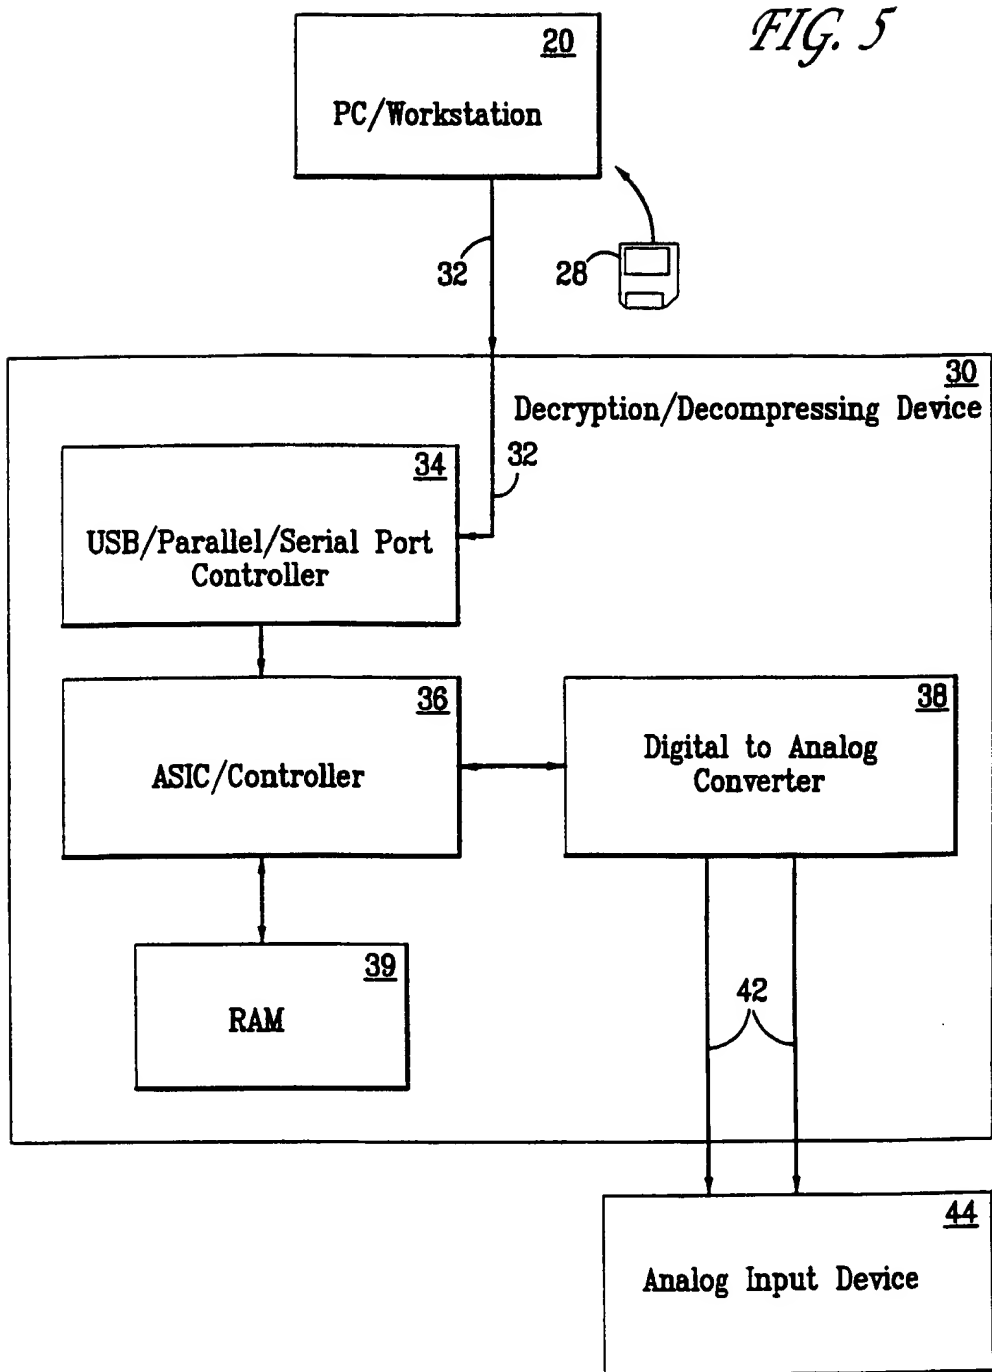 FIG. 5
20
PC/Workstation
32
28
30
Decryption/Decompressing Device
32
34
USB/Parallel/Serial Port
Controller
36
ASIC/Controller
38
Digital to Analog
Converter
39
RAM
42
44
Analog Input Device